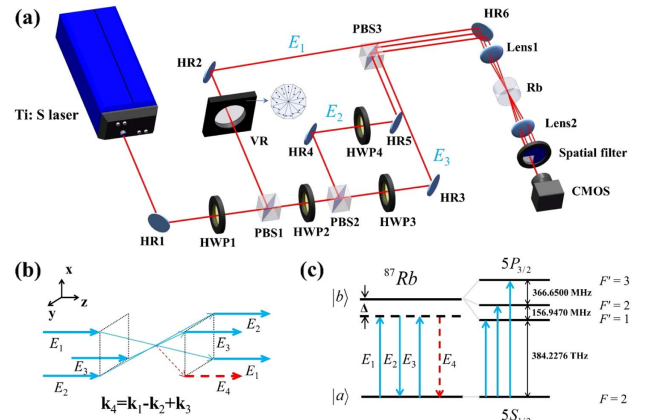 (a)
Ti: S laser
HR1
HWP1
PBS1
HWP2
PBS2
HWP3
HR3
HR2
VR
E1
E2
HR4
HWP4
HR5
E3
PBS3
HR6
Lens1
Rb
Lens2
Spatial filter
CMOS
(b)
x
z
y
E1
E3
E2
E2
E3
E1
E4
k4=k1-k2+k3
(c)
87Rb
|b⟩
Δ
|a⟩
E1
E2
E3
E4
5P3/2
F' = 3
366.6500 MHz
F' = 2
156.9470 MHz
F' = 1
384.2276 THz
F = 2